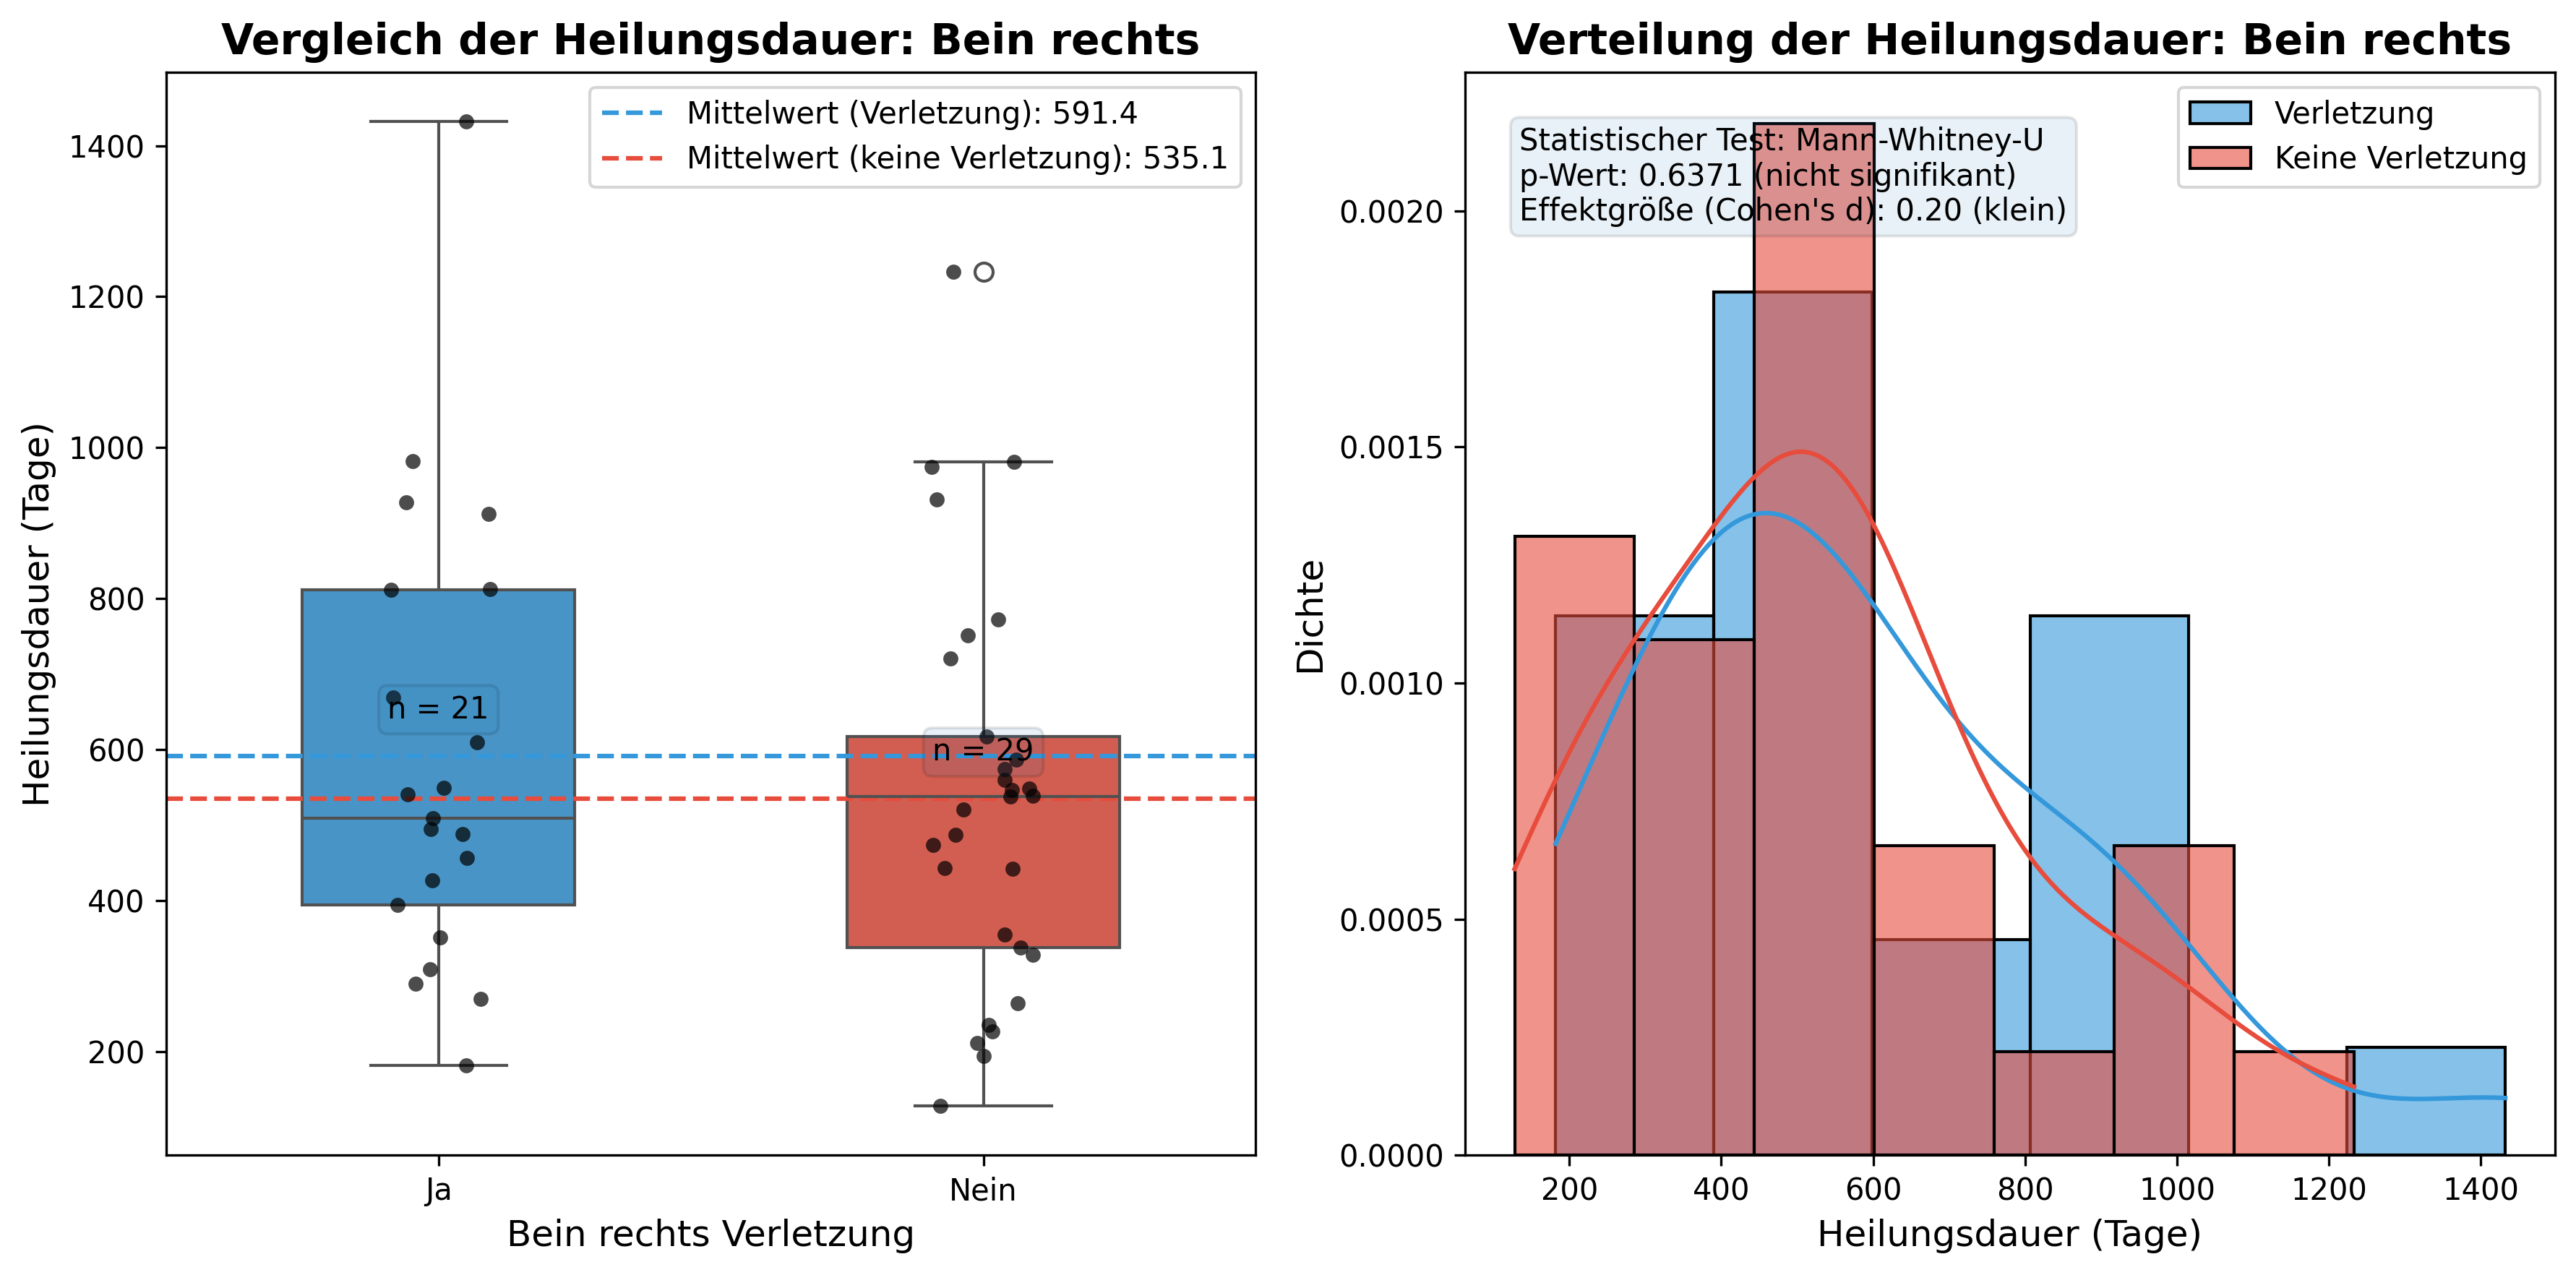 Vergleich der Heilungsdauer: Bein rechts
Mittelwert (Verletzung): 591.4
Mittelwert (keine Verletzung): 535.1
Heilungsdauer (Tage)
1400
1200
1000
800
600
400
200
n = 21
n = 29
Ja
Nein
Bein rechts Verletzung
Verteilung der Heilungsdauer: Bein rechts
Statistischer Test: Mann-Whitney-U
p-Wert: 0.6371 (nicht signifikant)
Effektgröße (Cohen's d): 0.20 (klein)
Verletzung
Keine Verletzung
Dichte
0.0020
0.0015
0.0010
0.0005
0.0000
200
400
600
800
1000
1200
1400
Heilungsdauer (Tage)